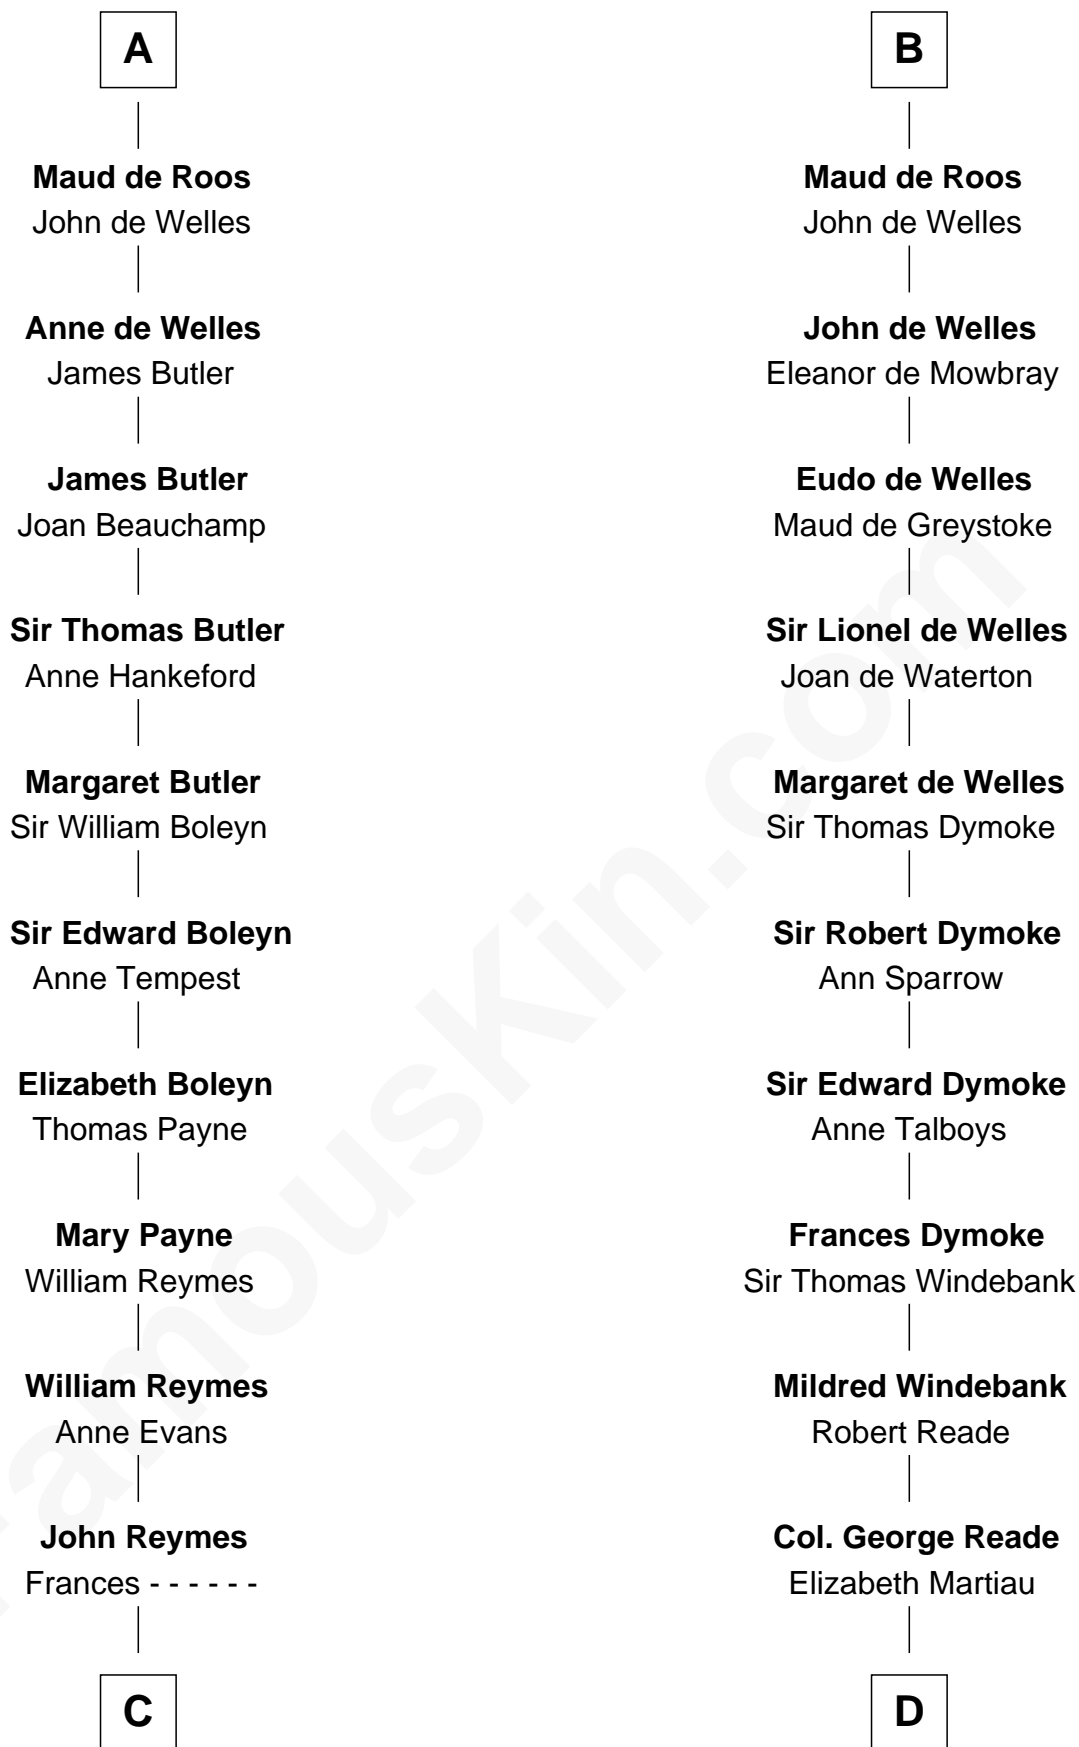 A
Maud de Roos
John de Welles
Anne de Welles
James Butler
James Butler
Joan Beauchamp
Sir Thomas Butler
Anne Hankeford
Margaret Butler
Sir William Boleyn
Sir Edward Boleyn
Anne Tempest
Elizabeth Boleyn
Thomas Payne
Mary Payne
William Reymes
William Reymes
Anne Evans
John Reymes
Frances - - - - - -
C
B
Maud de Roos
John de Welles
John de Welles
Eleanor de Mowbray
Eudo de Welles
Maud de Greystoke
Sir Lionel de Welles
Joan de Waterton
Margaret de Welles
Sir Thomas Dymoke
Sir Robert Dymoke
Ann Sparrow
Sir Edward Dymoke
Anne Talboys
Frances Dymoke
Sir Thomas Windebank
Mildred Windebank
Robert Reade
Col. George Reade
Elizabeth Martiau
D
FamousKin.com